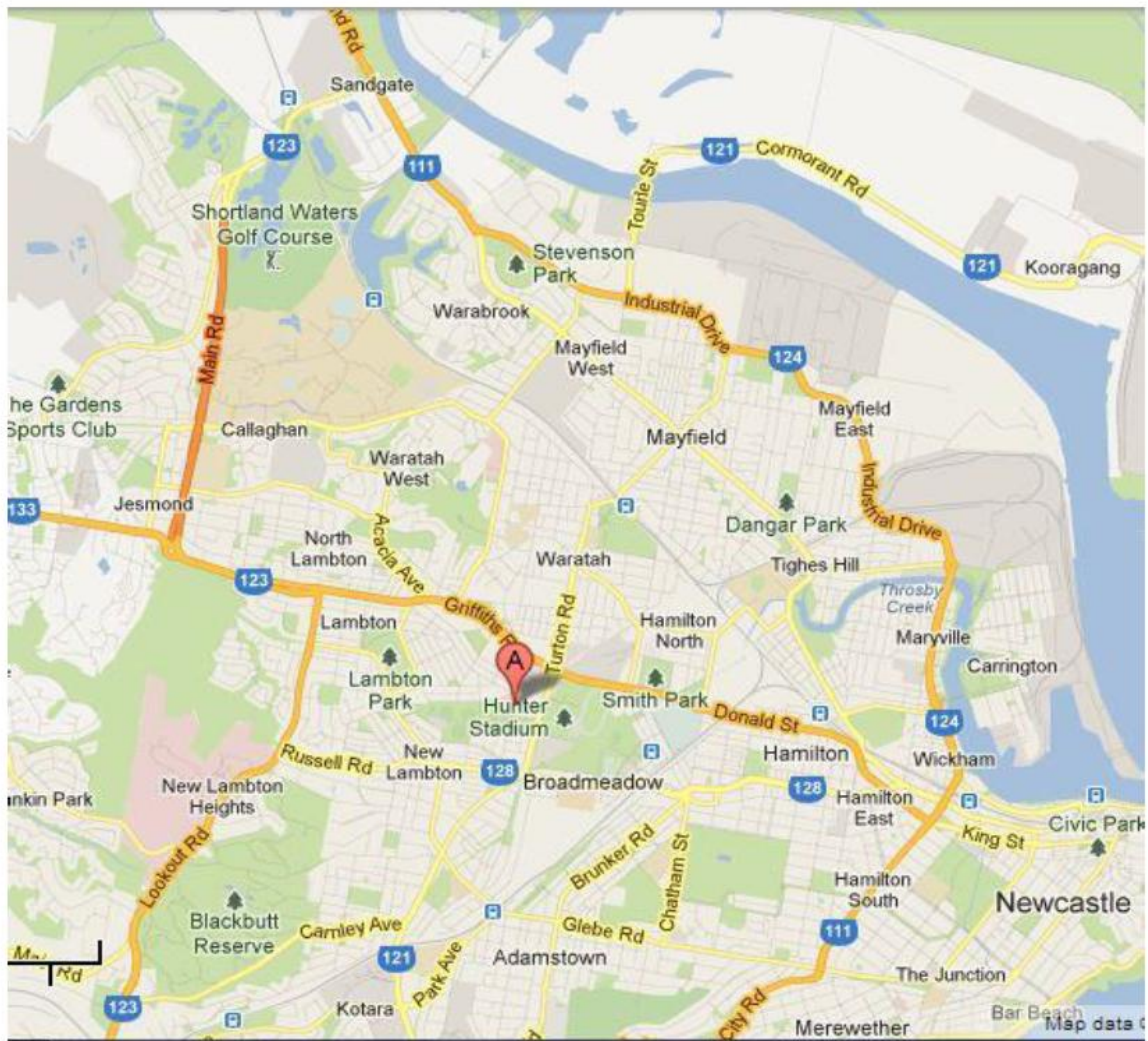 nd Rd
Sandgate
123
111
121
Cormorant Rd
Tourle St
Shortland Waters
Golf Course
Stevenson
Park
121
Kooragang
Warabrook
Industrial Drive
Main Rd
Mayfield
West
124
he Gardens
Sports Club
Callaghan
Mayfield
East
Mayfield
Waratah
West
Jesmond
133
Acacia Ave
North
Lambton
Dangar Park
Industrial Drive
Waratah
Tighes Hill
123
Throsby
Creek
Lambton
Griffiths R
Turton Rd
Hamilton
North
Maryville
Carrington
A
Lambton
Park
Hunter
Stadium
Smith Park
Donald St
124
Russell Rd
New
Lambton
128
Broadmeadow
Hamilton
Wickham
ankin Park
New Lambton
Heights
128
Hamilton
East
King St
Civic Park
Lookout Rd
Brunker Rd
Chatham St
Hamilton
South
Newcastle
Blackbutt
Reserve
Carnley Ave
Glebe Rd
111
121
Park Ave
Adamstown
The Junction
Rd
123
Kotara
City Rd
Merewether
Bar Beach
Map data